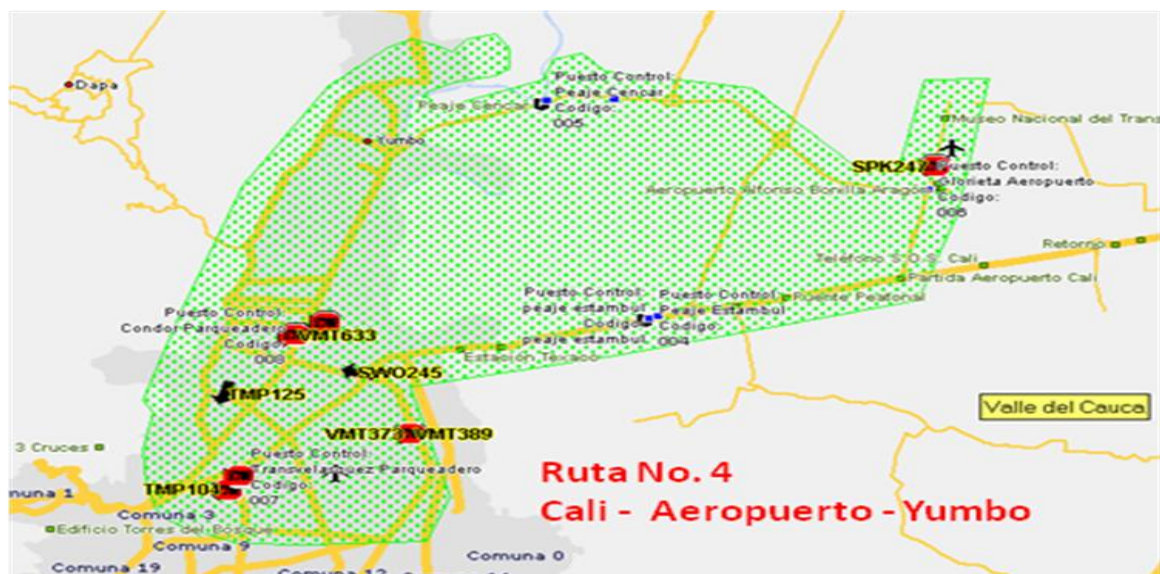 Dapa
Puesto Control:
Peaje Cencar
Codigo:
005
Peaje Cencar
Yumbo
Museo Nacional del Trans
SPK247
Puesto Control:
Glorieta Aeropuerto
Codigo:
006
Aeropuerto Alfonso Bonilla Aragon
Retorno
Teléfono S.O.S. Cali
Partida Aeropuerto Cali
Puente Peatonal
Puesto Control:
peaje estambul
Codigo:
peaje estambul
Puesto Control:
Peaje Estambul
Codigo:
004
Puesto Control:
Condor Parqueadero
Codigo:
008
VMT633
Estación Texaco
SWO245
TMP125
Valle del Cauca
VMT373
VMT389
3 Cruces
Puesto Control:
Transvelasquez Parqueadero
Codigo:
007
TMP104
muna 1
Comuna 3
Edificio Torres del Bosque
Comuna 9
Comuna 0
Comuna 19
Comuna 12
Ruta No. 4
Cali - Aeropuerto - Yumbo